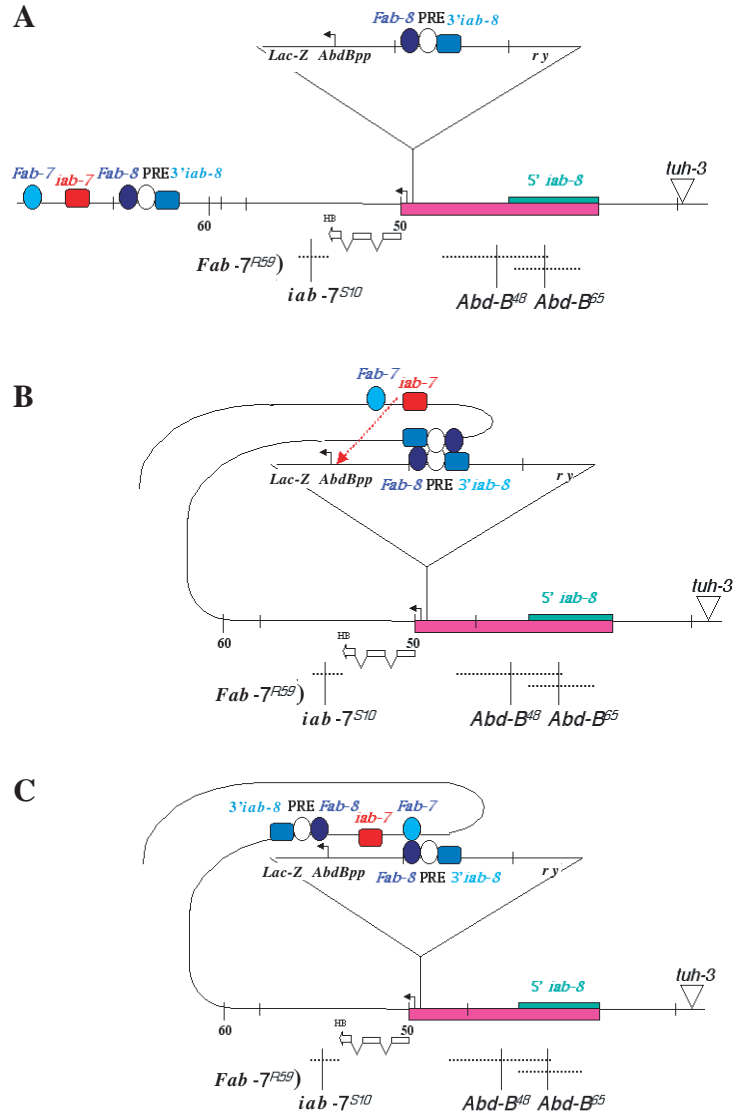 A
Fab-8 PRE 3'iab-8
Lac-Z AbdBpp ry
Fab-7 iab-7 Fab-8 PRE 3'iab-8
5' iab-8
tuh-3
60
50
HB
Fab-7R59)
iab-7S10
Abd-B48
Abd-B65
B
Fab-7 iab-7
Lac-Z AbdBpp ry
Fab-8 PRE 3'iab-8
tuh-3
5' iab-8
60
50
HB
Fab-7R59)
iab-7S10
Abd-B48
Abd-B65
C
3'iab-8 PRE Fab-8 iab-7 Fab-7
Lac-Z AbdBpp ry
Fab-8 PRE 3'iab-8
tuh-3
5' iab-8
60
50
HB
Fab-7R59)
iab-7S10
Abd-B48
Abd-B65